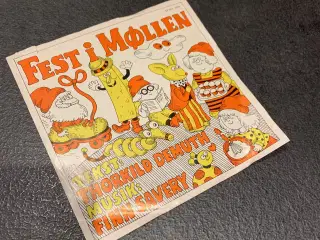 FEST i MØLLEN
TEKST:
THORKILD DEMUTH
MUSIK:
FINN SAVERY